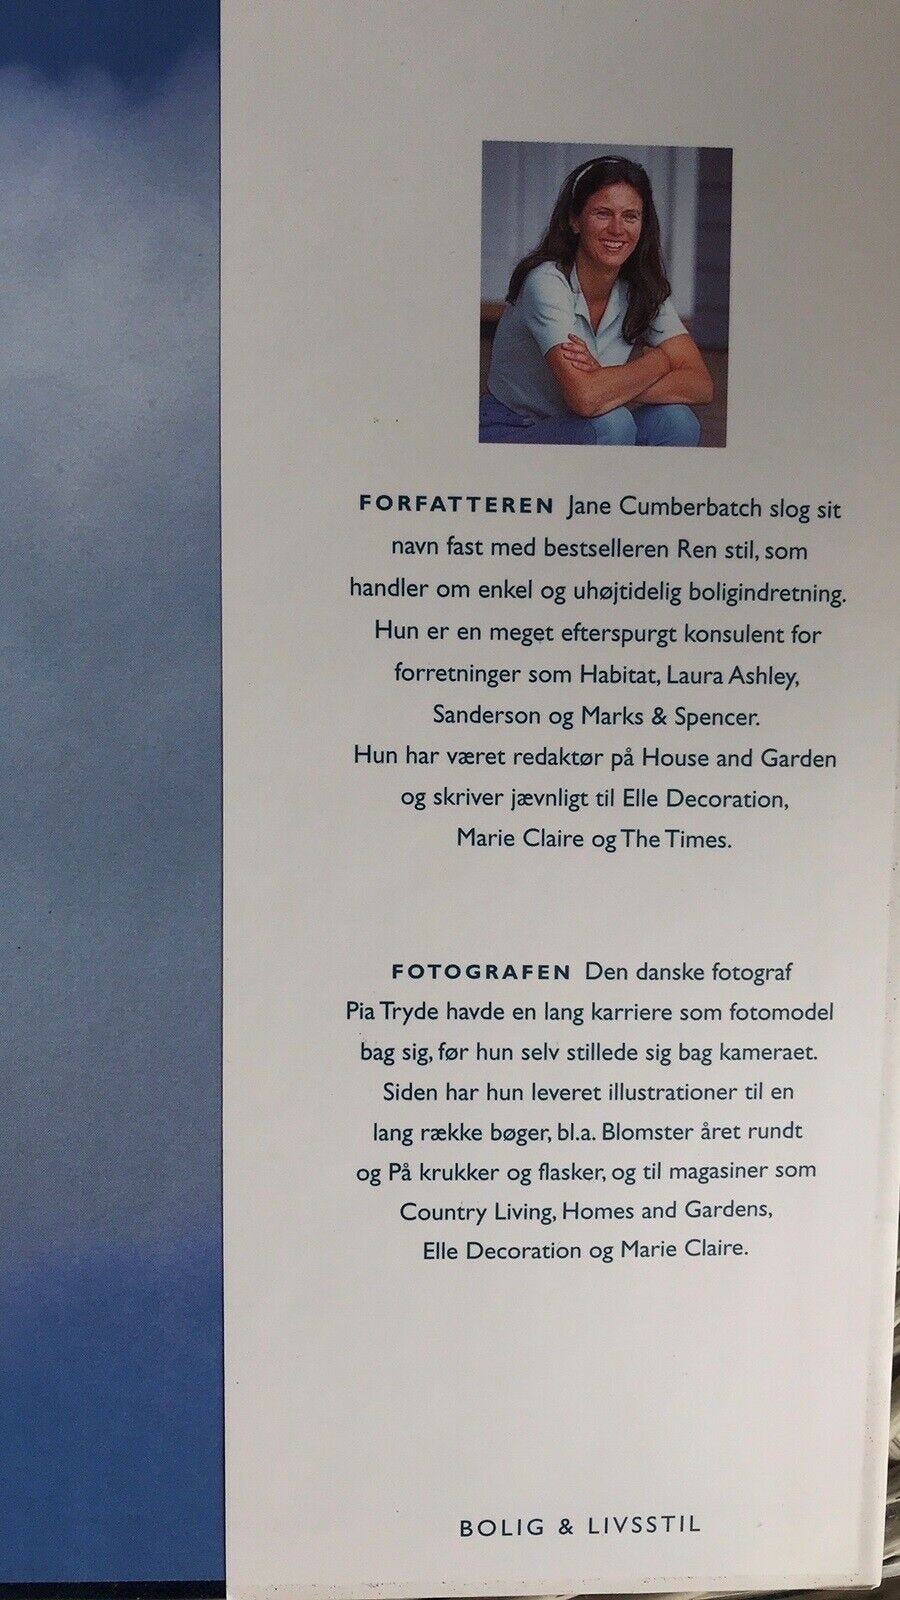 FORFATTEREN Jane Cumberbatch slog sit
navn fast med bestselleren Ren stil, som
handler om enkel og uhøjtidelig boligindretning.
Hun er en meget efterspurgt konsulent for
forretninger som Habitat, Laura Ashley,
Sanderson og Marks & Spencer.
Hun har været redaktør på House and Garden
og skriver jævnligt til Elle Decoration,
Marie Claire og The Times.
FOTOGRAFEN Den danske fotograf
Pia Tryde havde en lang karriere som fotomodel
bag sig, før hun selv stillede sig bag kameraet.
Siden har hun leveret illustrationer til en
lang række bøger, bl.a. Blomster året rundt
og På krukker og flasker, og til magasiner som
Country Living, Homes and Gardens,
Elle Decoration og Marie Claire.
BOLIG & LIVSSTIL